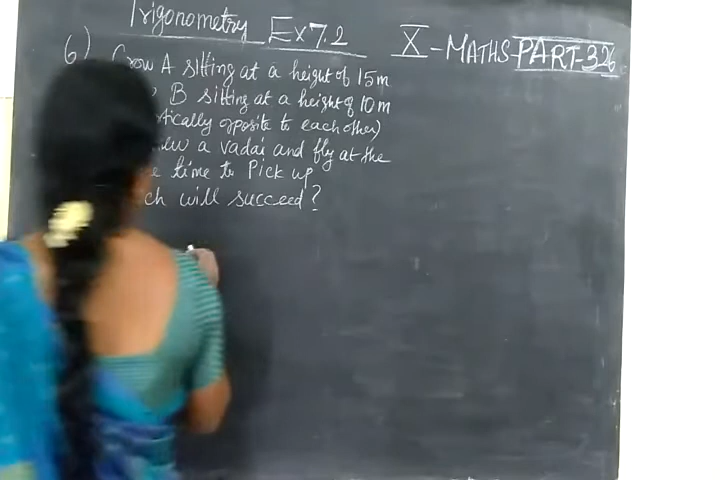 Trigonometry Ex 7.2
X - MATHS - PART-326
6) Crow A sitting at a height of 15m
B sitting at a height of 10m
tically opposite to each other)
a vadai and fly at the
time to Pick up
ch will succeed?